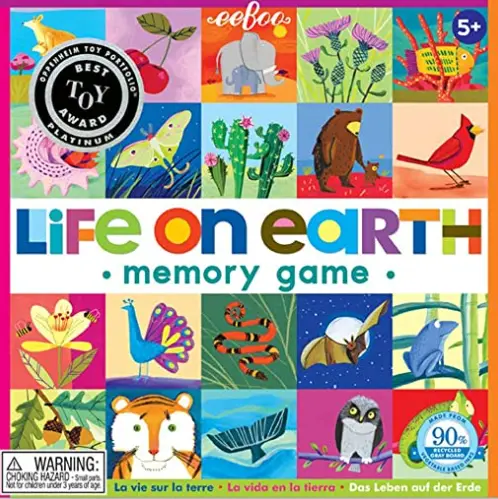 eeboo
5+
OPPENHEIM TOY PORTFOLIO
BEST
TOY
AWARD
PLATINUM
LiFE ON EARTH
• memory game •
MADE FROM
90%
RECYCLED
GRAY BOARD
WARNING:
CHOKING HAZARD - Small parts.
Not for children under 3 years of age.
La vie sur la terre • La vida en la tierra • Das Leben auf der Erde